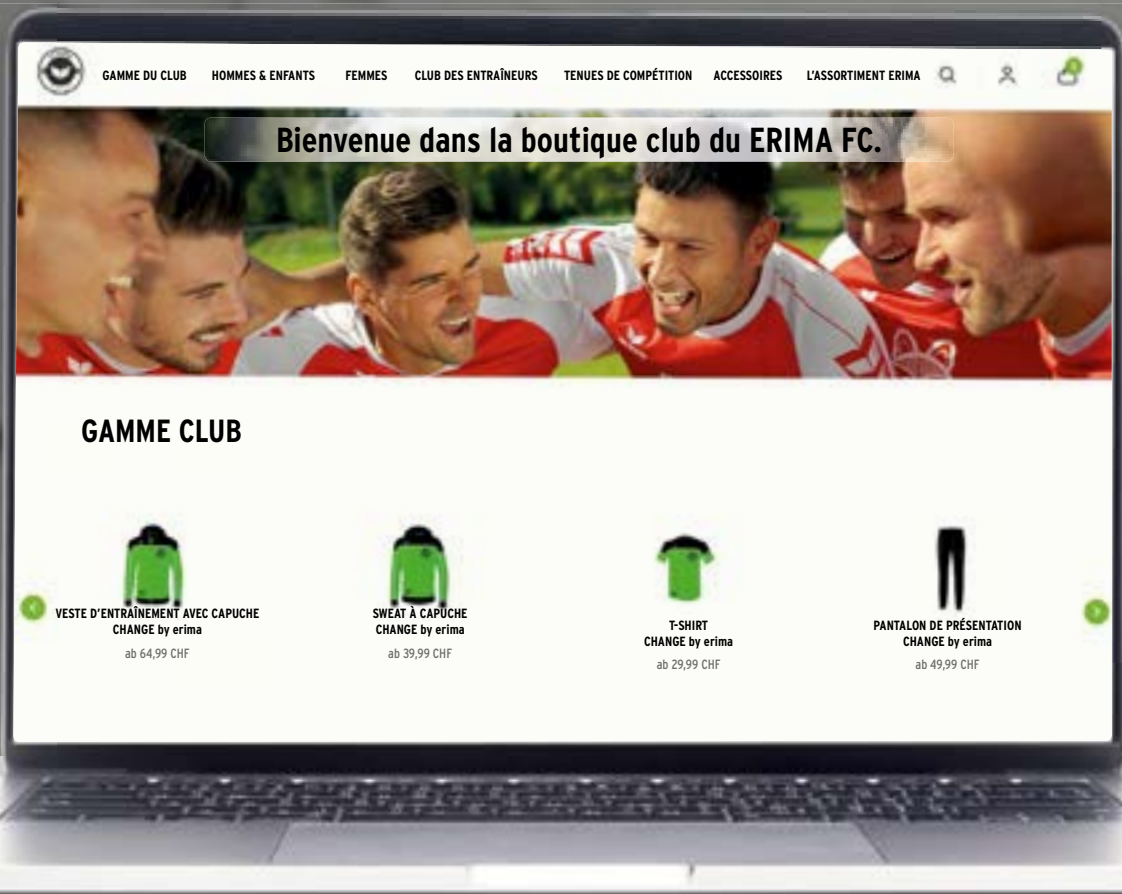 GAMME DU CLUB HOMMES & ENFANTS FEMMES CLUB DES ENTRAÎNEURS TENUES DE COMPÉTITION ACCESSOIRES L'ASSORTIMENT ERIMA
Bienvenue dans la boutique club du ERIMA FC.
GAMME CLUB
VESTE D'ENTRAÎNEMENT AVEC CAPUCHE
CHANGE by erima
ab 64,99 CHF
SWEAT À CAPUCHE
CHANGE by erima
ab 39,99 CHF
T-SHIRT
CHANGE by erima
ab 29,99 CHF
PANTALON DE PRÉSENTATION
CHANGE by erima
ab 49,99 CHF